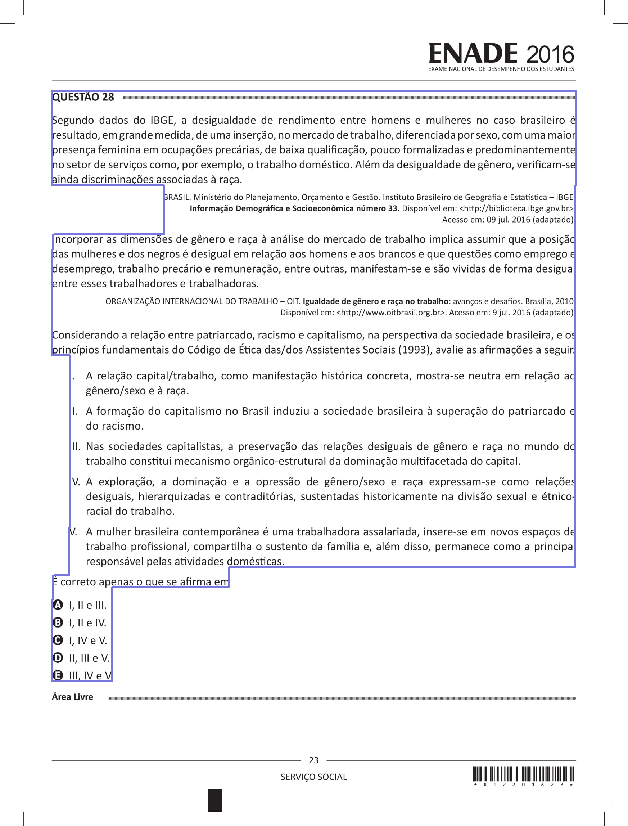 ENADE 2016
EXAME NACIONAL DE DESEMPENHO DOS ESTUDANTES
QUESTÃO 28
Segundo dados do IBGE, a desigualdade de rendimento entre homens e mulheres no caso brasileiro é
resultado, em grande medida, de uma inserção, no mercado de trabalho, diferenciada por sexo, com uma maior
presença feminina em ocupações precárias, de baixa qualificação, pouco formalizadas e predominantemente
no setor de serviços como, por exemplo, o trabalho doméstico. Além da desigualdade de gênero, verificam-se
ainda discriminações associadas à raça.
BRASIL. Ministério do Planejamento, Orçamento e Gestão. Instituto Brasileiro de Geografia e Estatística – IBGE
Informação Demográfica e Socioeconômica número 33. Disponível em: <http://biblioteca.ibge.gov.br>
Acesso em: 09 jul. 2016 (adaptado)
Incorporar as dimensões de gênero e raça à análise do mercado de trabalho implica assumir que a posição
das mulheres e dos negros é desigual em relação aos homens e aos brancos e que questões como emprego e
desemprego, trabalho precário e remuneração, entre outras, manifestam-se e são vividas de forma desigua
entre esses trabalhadores e trabalhadoras.
ORGANIZAÇÃO INTERNACIONAL DO TRABALHO – OIT. Igualdade de gênero e raça no trabalho: avanços e desafios. Brasília, 2010
Disponível em: <http://www.oitbrasil.org.br>. Acesso em: 9 jul. 2016 (adaptado)
Considerando a relação entre patriarcado, racismo e capitalismo, na perspectiva da sociedade brasileira, e os
princípios fundamentais do Código de Ética das/dos Assistentes Sociais (1993), avalie as afirmações a seguir.
. A relação capital/trabalho, como manifestação histórica concreta, mostra-se neutra em relação ao
gênero/sexo e à raça.
I. A formação do capitalismo no Brasil induziu a sociedade brasileira à superação do patriarcado e
do racismo.
II. Nas sociedades capitalistas, a preservação das relações desiguais de gênero e raça no mundo do
trabalho constitui mecanismo orgânico-estrutural da dominação multifacetada do capital.
V. A exploração, a dominação e a opressão de gênero/sexo e raça expressam-se como relações
desiguais, hierarquizadas e contraditórias, sustentadas historicamente na divisão sexual e étnico-
racial do trabalho.
V. A mulher brasileira contemporânea é uma trabalhadora assalariada, insere-se em novos espaços de
trabalho profissional, compartilha o sustento da família e, além disso, permanece como a principa
responsável pelas atividades domésticas.
É correto apenas o que se afirma em
A I, II e III.
B I, II e IV.
C I, IV e V.
D II, III e V.
E III, IV e V
Área Livre
23
SERVIÇO SOCIAL